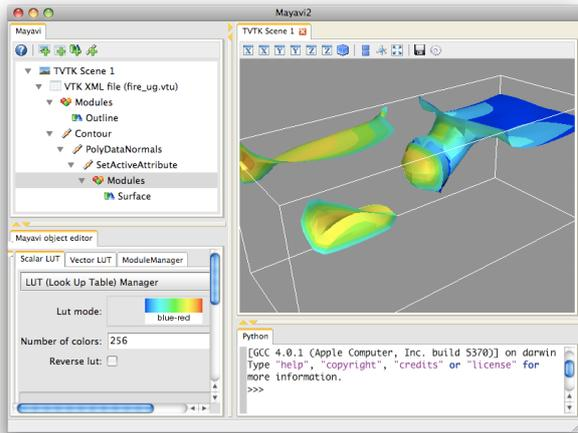 Mayavi2
Mayavi
TVTK Scene 1
VTK XML file (fire_ug.vtu)
Modules
Outline
Contour
PolyDataNormals
SetActiveAttribute
Modules
Surface
Mayavi object editor
Scalar LUT Vector LUT ModuleManager
LUT (Look Up Table) Manager
Lut mode:
blue-red
Number of colors: 256
Reverse lut:
TVTK Scene 1
X X Y Y Z Z
Python
[GCC 4.0.1 (Apple Computer, Inc. build 5370)] on darwin
Type "help", "copyright", "credits" or "license" for
more information.
>>>